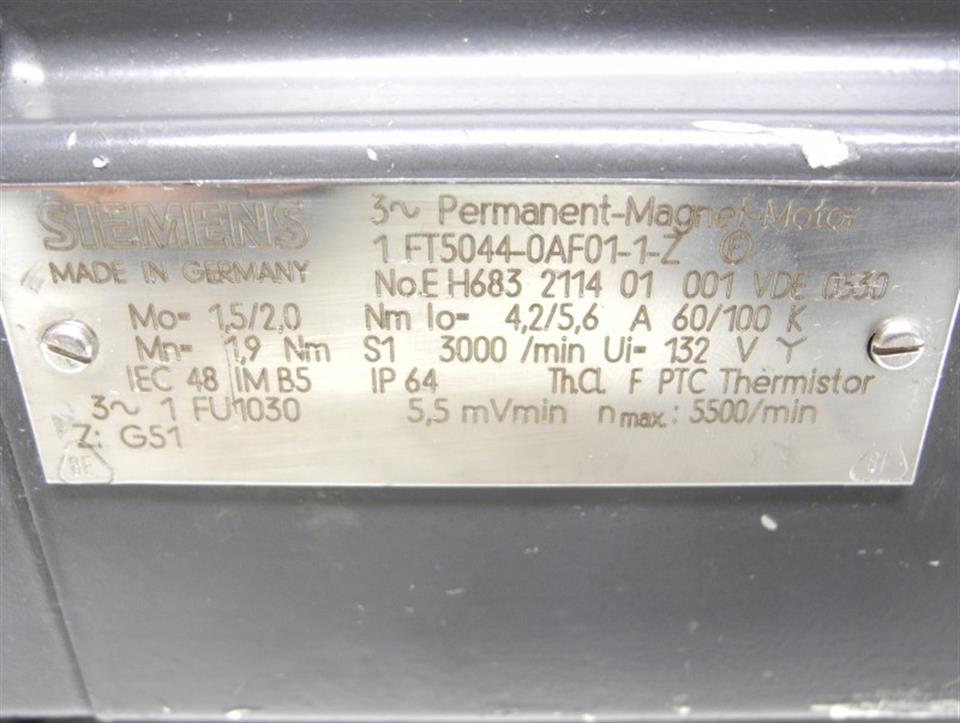 SIEMENS
MADE IN GERMANY
3~ Permanent-Magnet-Motor
1 FT5044-0AF01-1-Z
No.E H683 2114 01 001 VDE 0530
Mo= 1,5/2,0 Nm Io= 4,2/5,6 A 60/100 K
Mn= 1,9 Nm S1 3000 /min Ui= 132 V Y
IEC 48 IM B5 IP 64 Th.Cl. F PTC Thermistor
3~ 1 FU1030 5,5 mVmin n max.: 5500/min
Z: G51